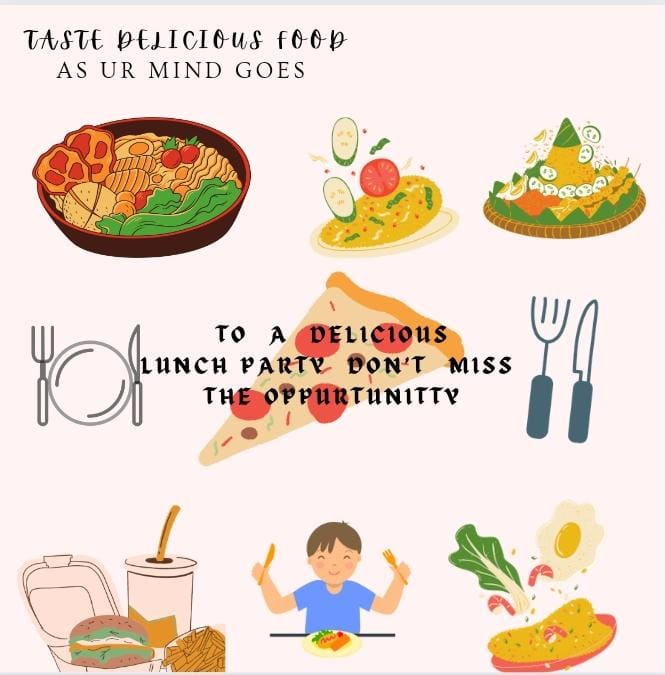 TASTE DELICIOUS FOOD
AS UR MIND GOES
TO A DELICIOUS
LUNCH PARTY DON'T MISS
THE OPPURTUNITTY